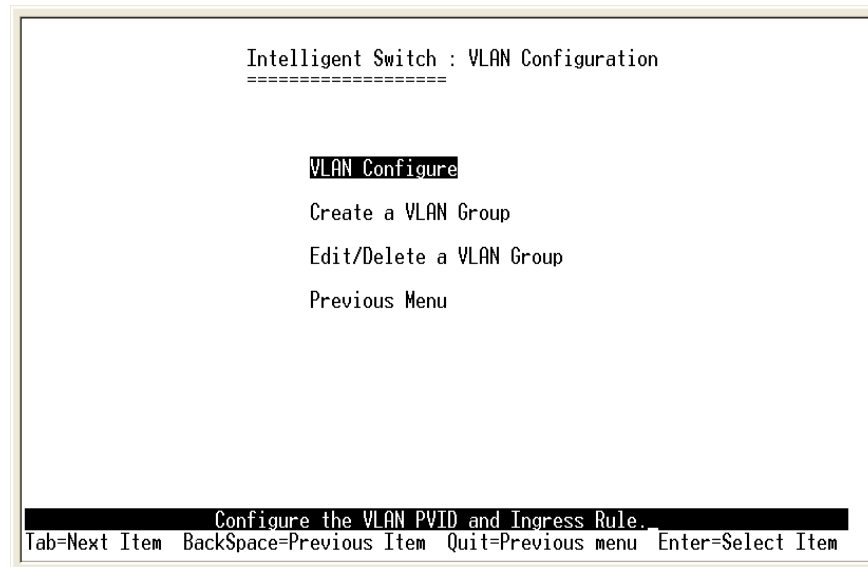 Intelligent Switch : VLAN Configuration
===================
VLAN Configure
Create a VLAN Group
Edit/Delete a VLAN Group
Previous Menu
Configure the VLAN PVID and Ingress Rule._
Tab=Next Item BackSpace=Previous Item Quit=Previous menu Enter=Select Item